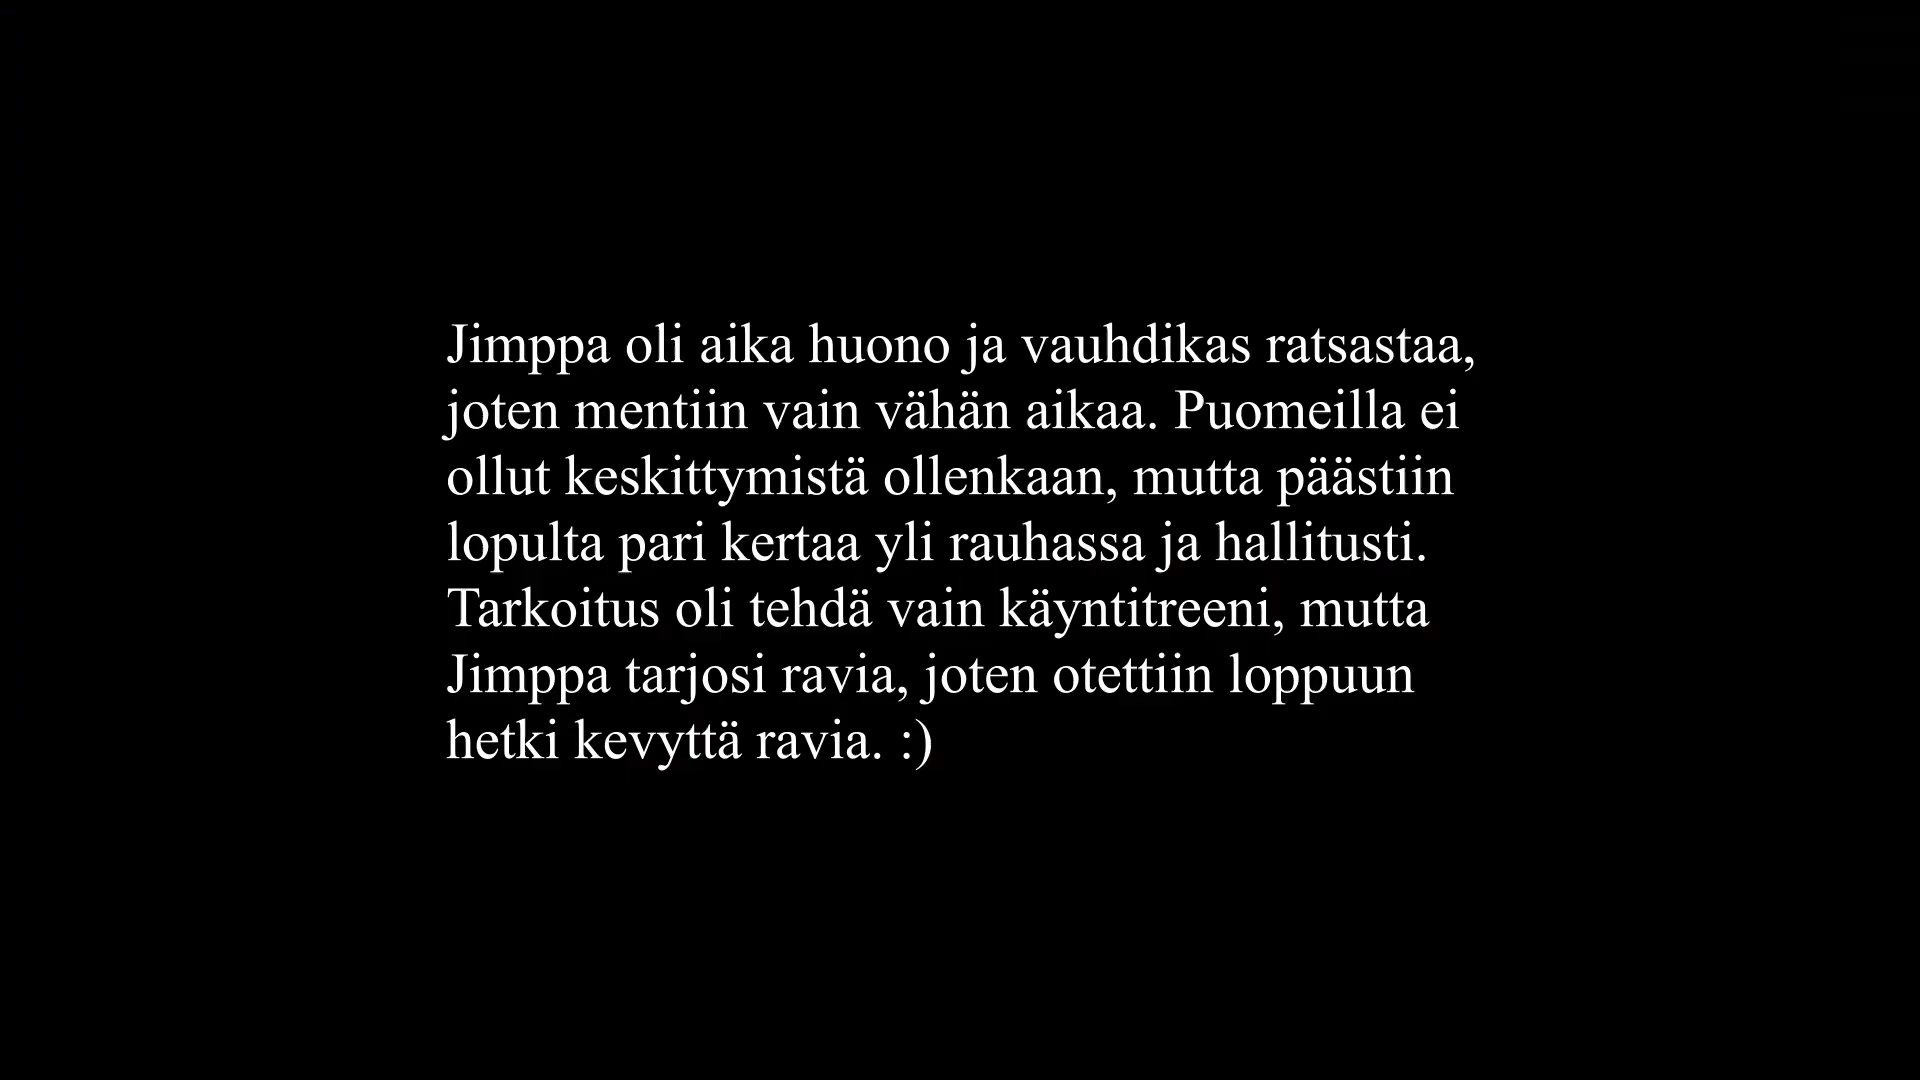 Jimppa oli aika huono ja vauhdikas ratsastaa,
joten mentiin vain vähän aikaa. Puomeilla ei
ollut keskittymistä ollenkaan, mutta päästiin
lopulta pari kertaa yli rauhassa ja hallitusti.
Tarkoitus oli tehdä vain käyntitreeni, mutta
Jimppa tarjosi ravia, joten otettiin loppuun
hetki kevyttä ravia. :)